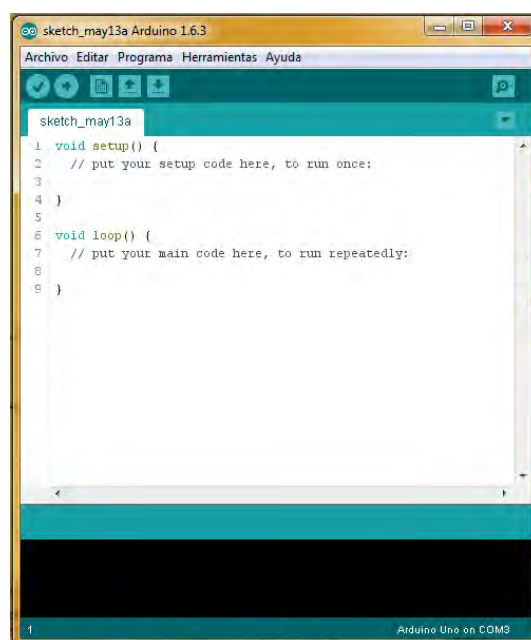 sketch_may13a Arduino 1.6.3
Archivo Editar Programa Herramientas Ayuda
sketch_may13a
1 void setup() {
2 // put your setup code here, to run once:
3
4 }
5
6 void loop() {
7 // put your main code here, to run repeatedly:
8
9 }
1 Arduino Uno on COM3